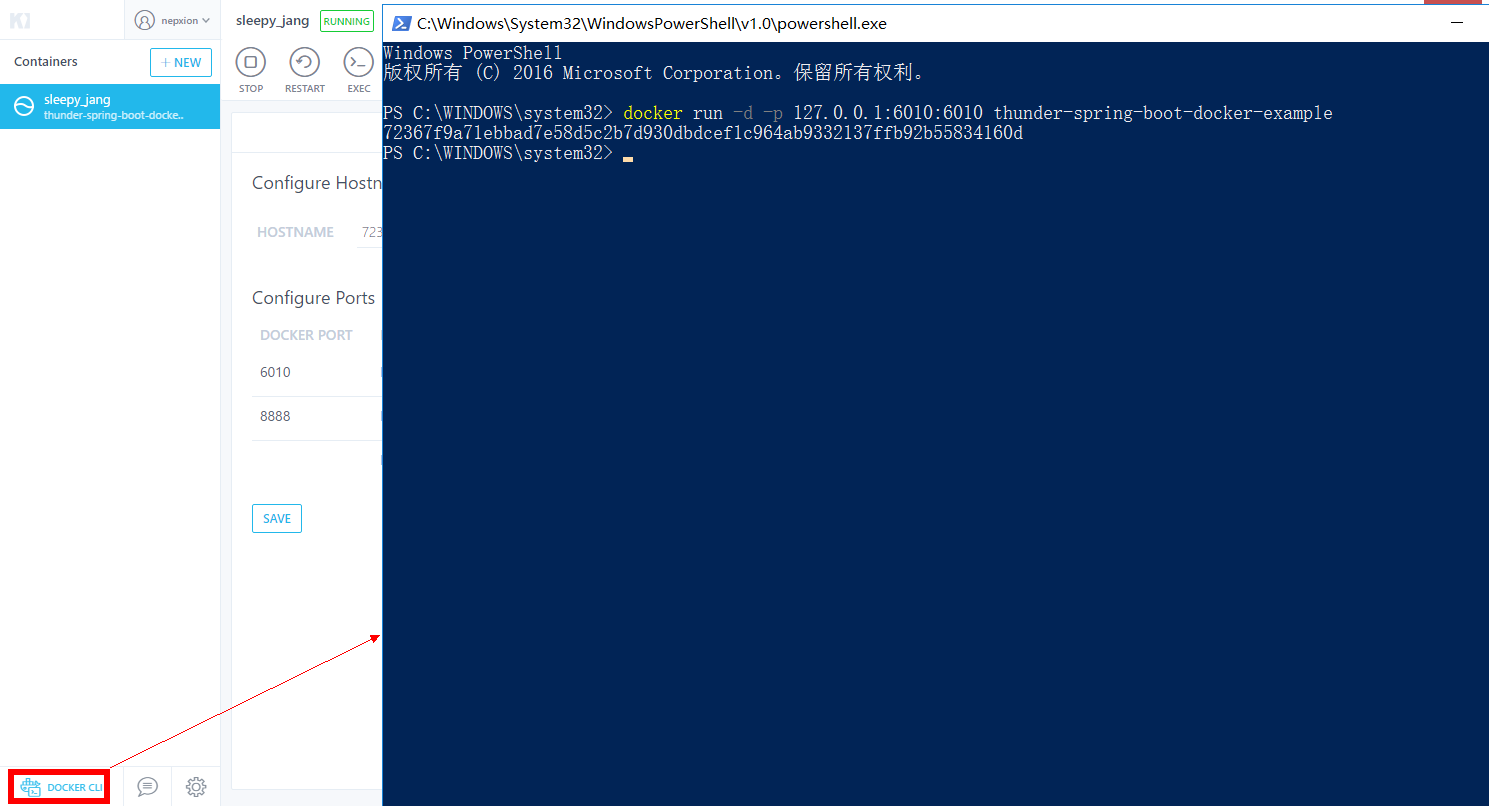 nepxion
Containers
+ NEW
sleepy_jang
thunder-spring-boot-docke..
DOCKER CLI
sleepy_jang RUNNING
STOP RESTART EXEC
Configure Hostn
HOSTNAME 723
Configure Ports
DOCKER PORT
6010
8888
SAVE
C:\Windows\System32\WindowsPowerShell\v1.0\powershell.exe
Windows PowerShell
版权所有 (C) 2016 Microsoft Corporation。保留所有权利。
PS C:\WINDOWS\system32> docker run -d -p 127.0.0.1:6010:6010 thunder-spring-boot-docker-example
72367f9a71ebbad7e58d5c2b7d930dbdcef1c964ab9332137ffb92b55834160d
PS C:\WINDOWS\system32>